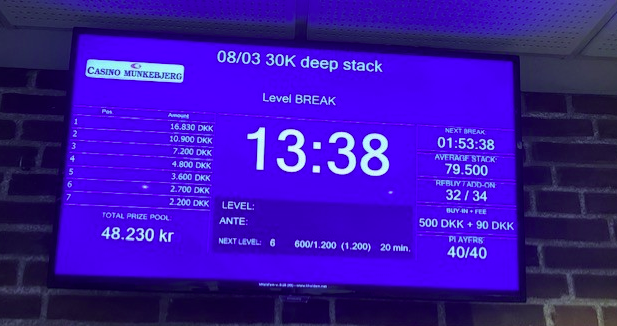 08/03 30K deep stack
CASINO MUNKEBJERG
Level BREAK
Pos. Amount
1 16.830 DKK
2 10.900 DKK
3 7.200 DKK
4 4.800 DKK
5 3.600 DKK
6 2.700 DKK
7 2.200 DKK
TOTAL PRIZE POOL:
48.230 kr
13:38
LEVEL:
ANTE:
NEXT LEVEL: 6 600/1.200 (1.200) 20 min.
NEXT BREAK
01:53:38
AVERAGE STACK:
79.500
REBUY / ADD-ON
32 / 34
BUY-IN + FEE
500 DKK + 90 DKK
PLAYERS
40/40